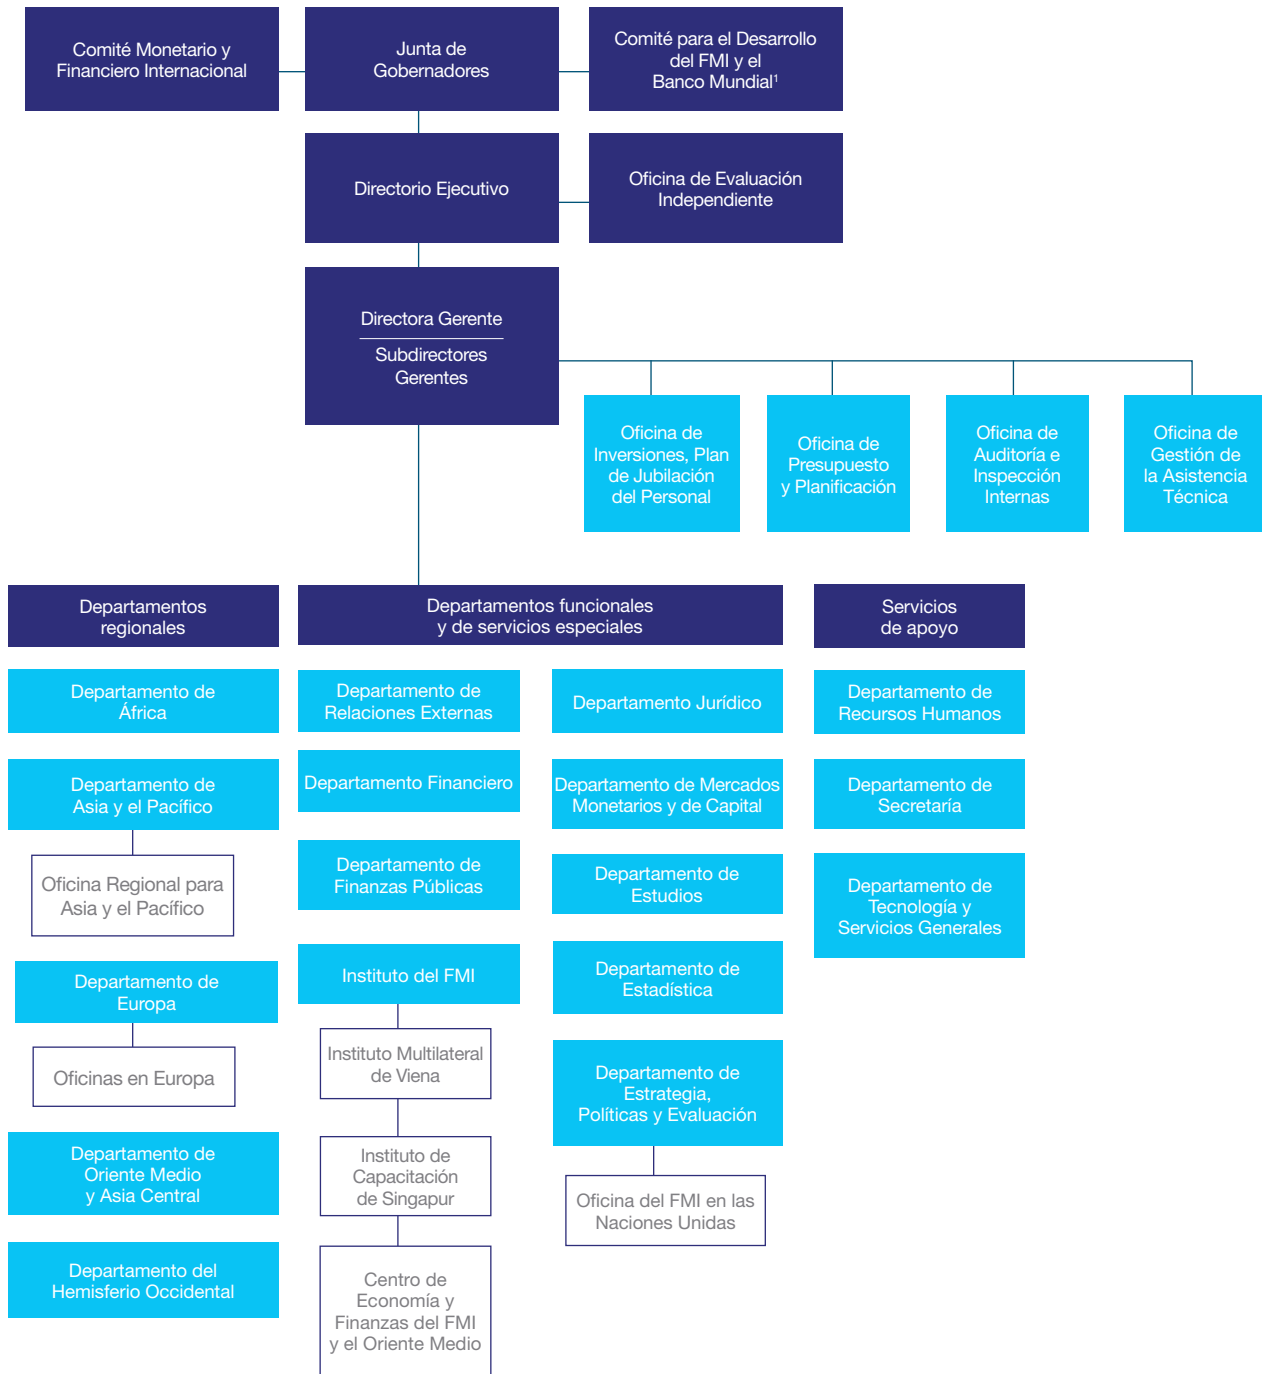 Comité Monetario y
Financiero Internacional
Junta de
Gobernadores
Comité para el Desarrollo
del FMI y el
Banco Mundial¹
Directorio Ejecutivo
Oficina de Evaluación
Independiente
Directora Gerente
Subdirectores
Gerentes
Oficina de
Inversiones, Plan
de Jubilación
del Personal
Oficina de
Presupuesto
y Planificación
Oficina de
Auditoría e
Inspección
Internas
Oficina de
Gestión de
la Asistencia
Técnica
Departamentos
regionales
Departamento de
África
Departamento de
Asia y el Pacífico
Oficina Regional para
Asia y el Pacífico
Departamento de
Europa
Oficinas en Europa
Departamento de
Oriente Medio
y Asia Central
Departamento del
Hemisferio Occidental
Departamentos funcionales
y de servicios especiales
Departamento de
Relaciones Externas
Departamento Financiero
Departamento de
Finanzas Públicas
Instituto del FMI
Instituto Multilateral
de Viena
Instituto de
Capacitación
de Singapur
Centro de
Economía y
Finanzas del FMI
y el Oriente Medio
Departamento Jurídico
Departamento de Mercados
Monetarios y de Capital
Departamento de
Estudios
Departamento de
Estadística
Departamento de
Estrategia,
Políticas y Evaluación
Oficina del FMI en las
Naciones Unidas
Servicios
de apoyo
Departamento de
Recursos Humanos
Departamento de
Secretaría
Departamento de
Tecnología y
Servicios Generales